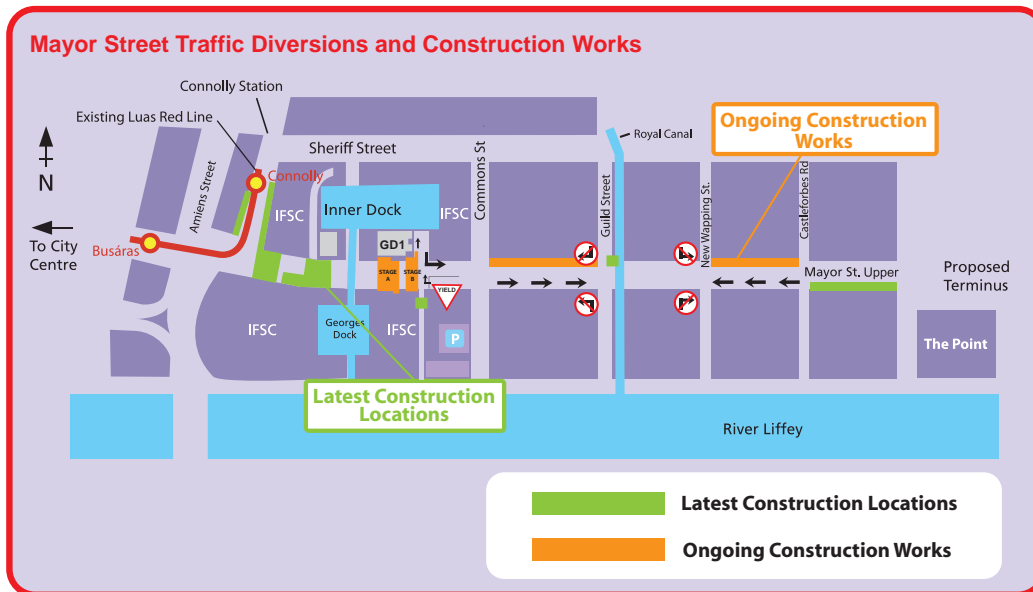 Mayor Street Traffic Diversions and Construction Works
Connolly Station
Existing Luas Red Line
Royal Canal
Ongoing Construction
Works
Sheriff Street
Commons St
N
Amiens Street
Connolly
IFSC
Inner Dock
IFSC
Guild Street
New Wapping St.
Castleforbes Rd
To City
Centre
Busáras
GD1
STAGE
A
STAGE
B
YIELD
Mayor St. Upper
Proposed
Terminus
IFSC
Georges
Dock
IFSC
P
The Point
Latest Construction
Locations
River Liffey
Latest Construction Locations
Ongoing Construction Works